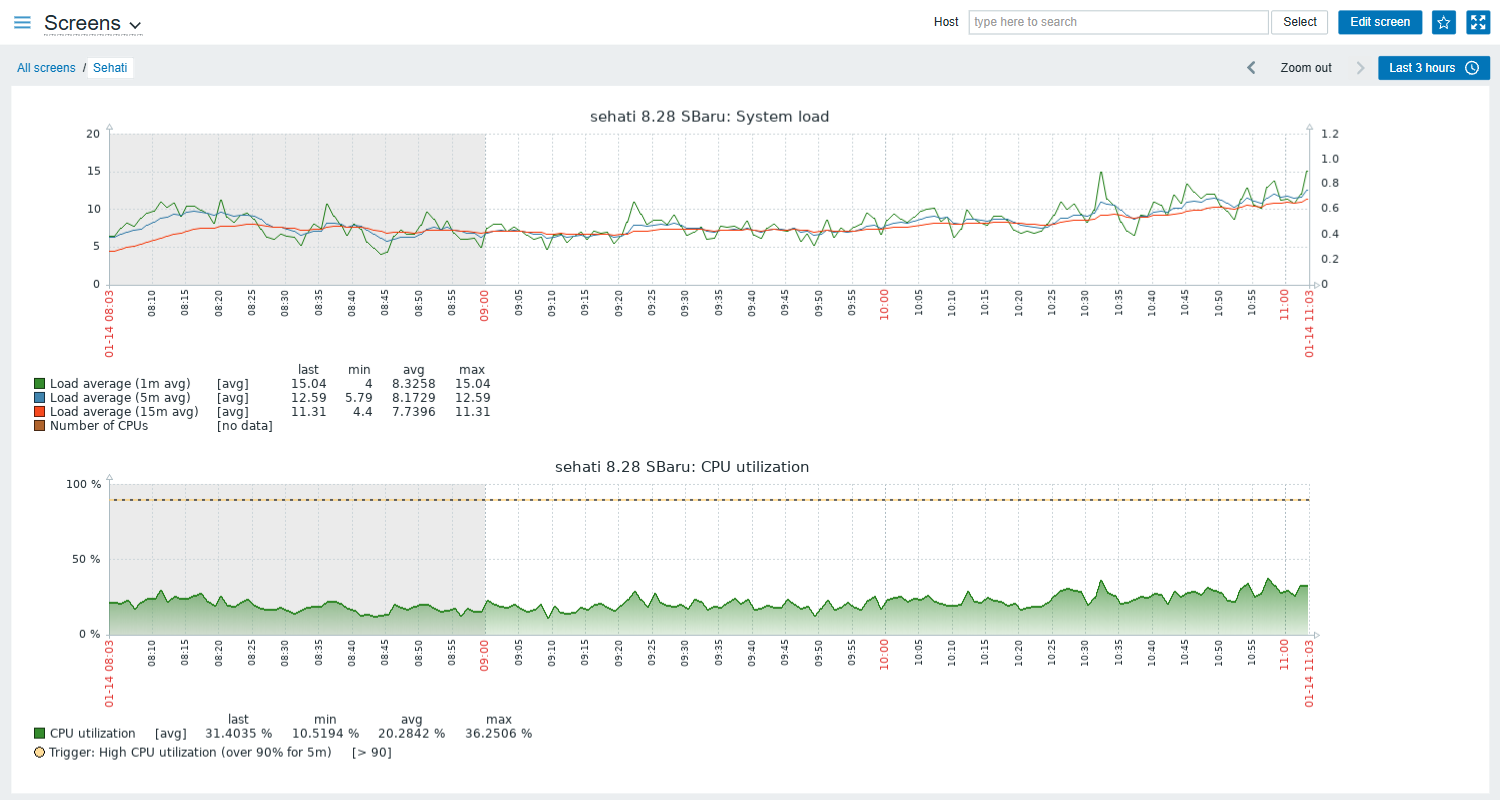 Screens
Host type here to search Select Edit screen
All screens / Sehati
Zoom out Last 3 hours
sehati 8.28 SBaru: System load
20 1.2
15 1.0
10 0.8
5 0.6
0 0.4
0.2
0
01-14 08:03 08:10 08:15 08:20 08:25 08:30 08:35 08:40 08:45 08:50 08:55 09:00 09:05 09:10 09:15 09:20 09:25 09:30 09:35 09:40 09:45 09:50 09:55 10:00 10:05 10:10 10:15 10:20 10:25 10:30 10:35 10:40 10:45 10:50 10:55 11:00 01-14 11:03
last min avg max
Load average (1m avg) [avg] 15.04 4 8.3258 15.04
Load average (5m avg) [avg] 12.59 5.79 8.1729 12.59
Load average (15m avg) [avg] 11.31 4.4 7.7396 11.31
Number of CPUs [no data]
sehati 8.28 SBaru: CPU utilization
100 %
50 %
0 %
01-14 08:03 08:10 08:15 08:20 08:25 08:30 08:35 08:40 08:45 08:50 08:55 09:00 09:05 09:10 09:15 09:20 09:25 09:30 09:35 09:40 09:45 09:50 09:55 10:00 10:05 10:10 10:15 10:20 10:25 10:30 10:35 10:40 10:45 10:50 10:55 11:00 01-14 11:03
last min avg max
CPU utilization [avg] 31.4035 % 10.5194 % 20.2842 % 36.2506 %
Trigger: High CPU utilization (over 90% for 5m) [> 90]